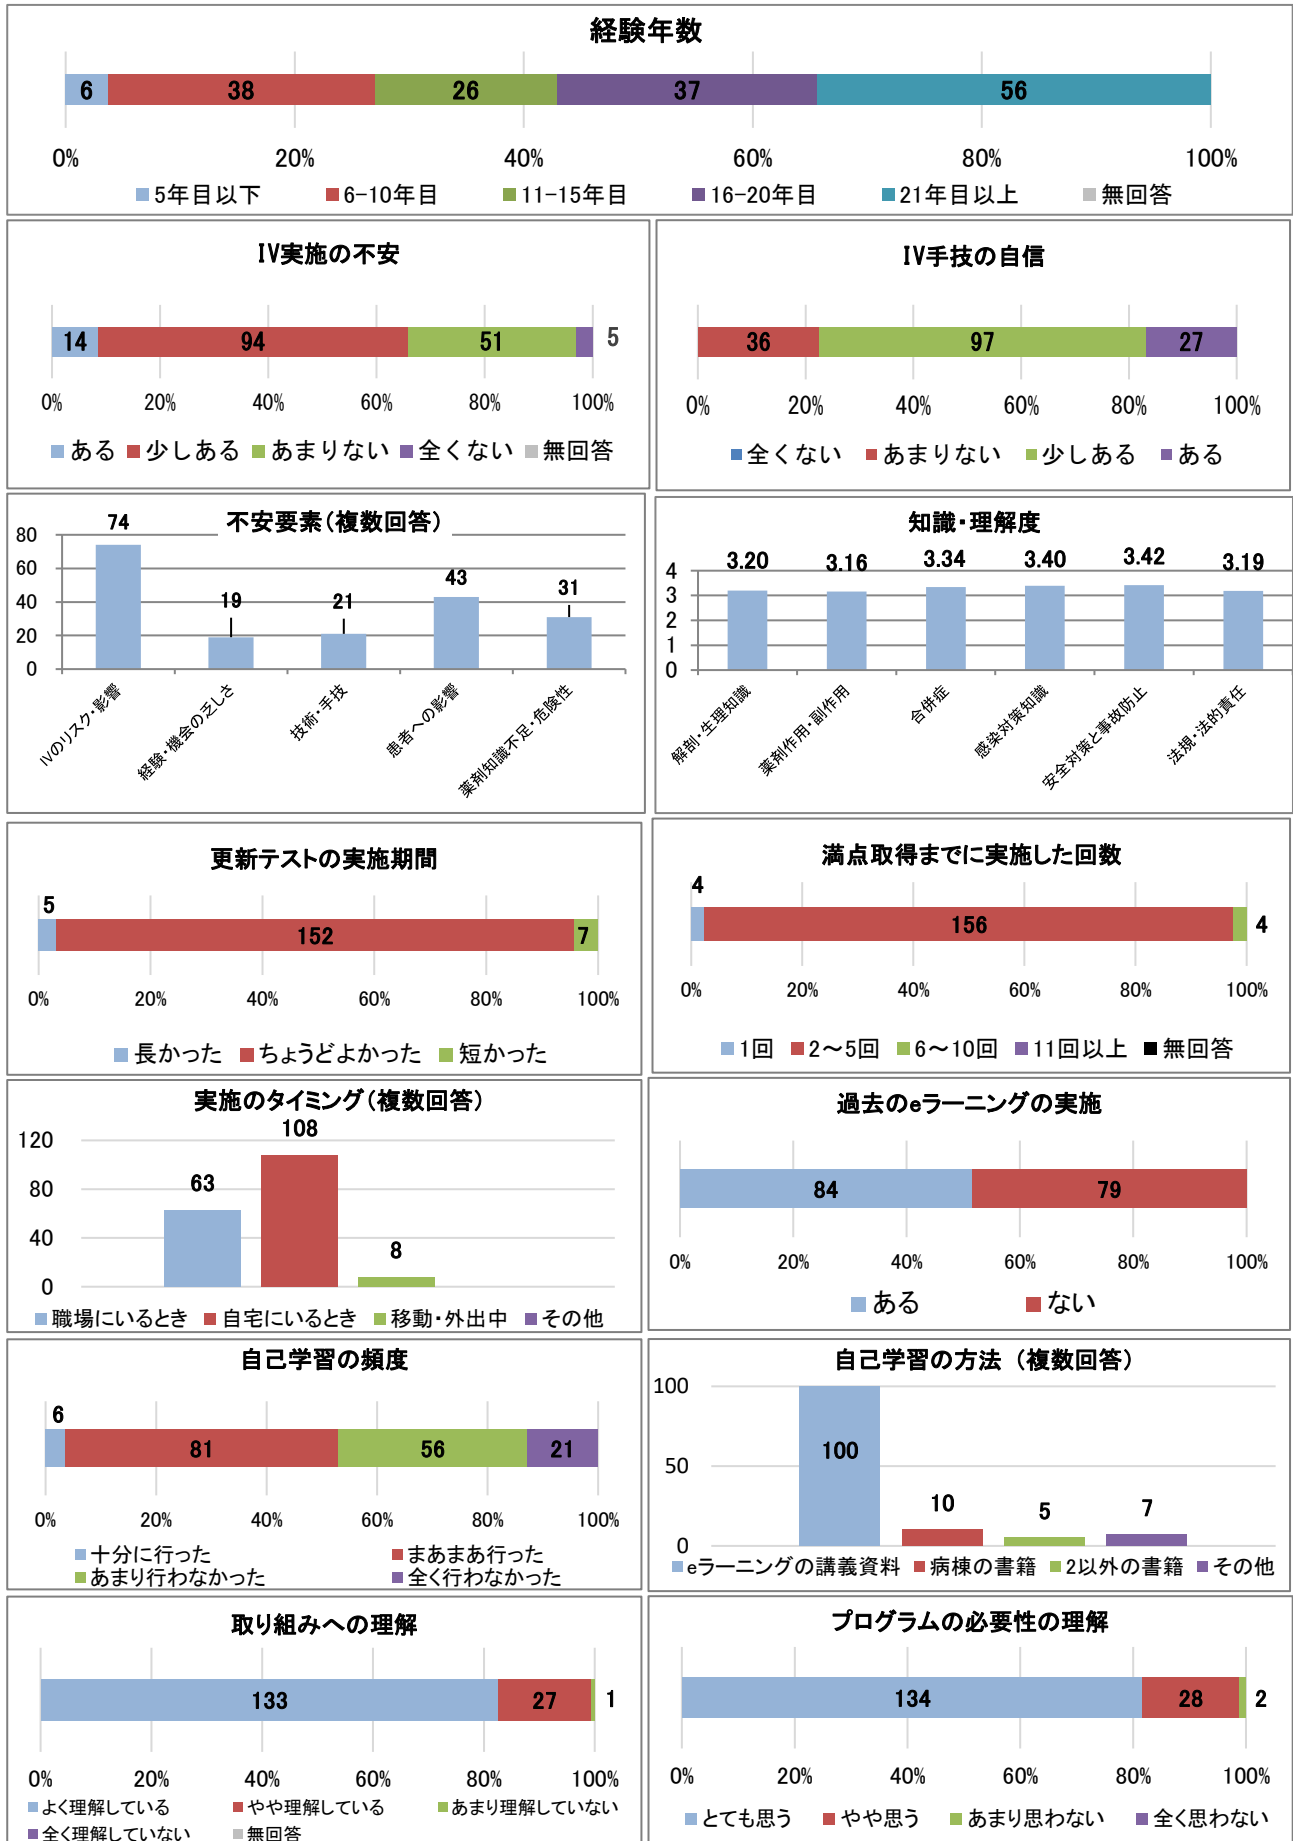 経験年数
6 38 26 37 56
0% 20% 40% 60% 80% 100%
5年目以下 6-10年目 11-15年目 16-20年目 21年目以上 無回答
IV実施の不安
14 94 51 5
0% 20% 40% 60% 80% 100%
ある 少しある あまりない 全くない 無回答
IV手技の自信
36 97 27
0% 20% 40% 60% 80% 100%
全くない あまりない 少しある ある
不安要素(複数回答)
74 19 21 43 31
80
60
40
20
0
IVのリスク・影響 経験・機会の乏しさ 技術・手技 患者への影響 薬剤知識不足・危険性
知識・理解度
3.20 3.16 3.34 3.40 3.42 3.19
4
3
2
1
0
解剖・生理知識 薬剤作用・副作用 合併症 感染対策知識 安全対策と事故防止 法規・法的責任
更新テストの実施期間
5 152 7
0% 20% 40% 60% 80% 100%
長かった ちょうどよかった 短かった
満点取得までに実施した回数
4 156 4
0% 20% 40% 60% 80% 100%
1回 2~5回 6~10回 11回以上 無回答
実施のタイミング(複数回答)
63 108 8
120
80
40
0
職場にいるとき 自宅にいるとき 移動・外出中 その他
過去のeラーニングの実施
84 79
0% 20% 40% 60% 80% 100%
ある ない
自己学習の頻度
6 81 56 21
0% 20% 40% 60% 80% 100%
十分に行った まあまあ行った
あまり行わなかった 全く行わなかった
自己学習の方法 (複数回答)
100 10 5 7
100
50
0
eラーニングの講義資料 病棟の書籍 2以外の書籍 その他
取り組みへの理解
133 27 1
0% 20% 40% 60% 80% 100%
よく理解している やや理解している あまり理解していない
全く理解していない 無回答
プログラムの必要性の理解
134 28 2
0% 20% 40% 60% 80% 100%
とても思う やや思う あまり思わない 全く思わない